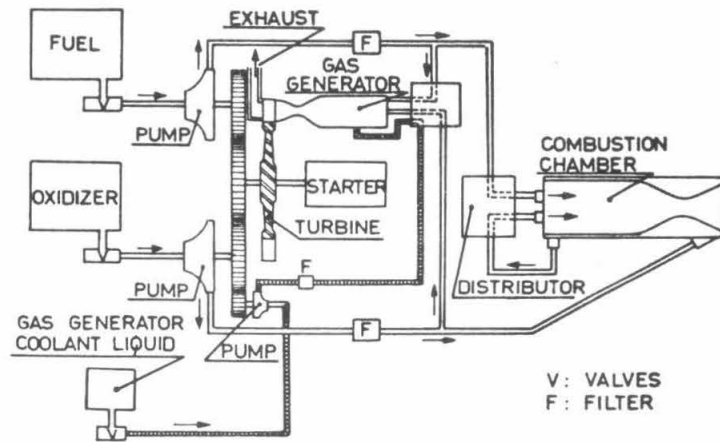 FUEL
EXHAUST
F
GAS
GENERATOR
PUMP
COMBUSTION
CHAMBER
OXIDIZER
STARTER
TURBINE
F
PUMP
DISTRIBUTOR
GAS GENERATOR
COOLANT LIQUID
PUMP
F
V: VALVES
F: FILTER